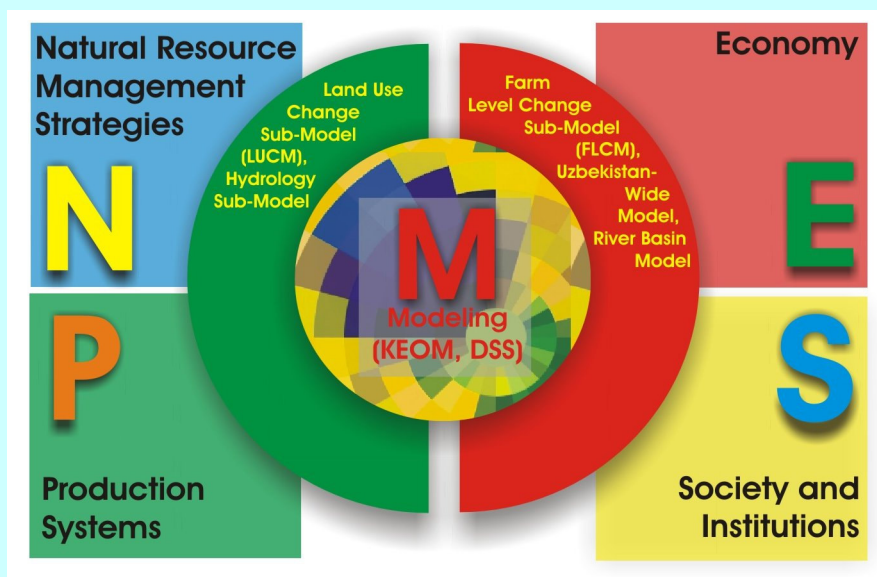 Natural Resource
Management
Strategies
N
Economy
E
Land Use
Change
Sub-Model
(LUCM),
Hydrology
Sub-Model
Farm
Level Change
Sub-Model
(FLCM),
Uzbekistan-
Wide
Model,
River Basin
Model
M
Modeling
(KEOM, DSS)
P
Production
Systems
S
Society and
Institutions